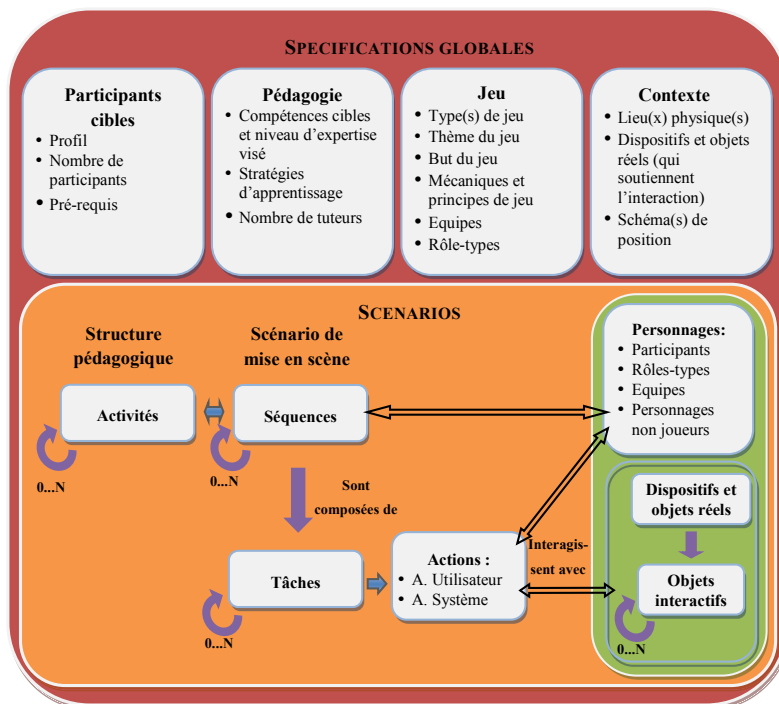 SPECIFICATIONS GLOBALES
Participants
cibles
• Profil
• Nombre de
participants
• Pré-requis
Pédagogie
• Compétences cibles
et niveau d'expertise
visé
• Stratégies
d'apprentissage
• Nombre de tuteurs
Jeu
• Type(s) de jeu
• Thème du jeu
• But du jeu
• Mécaniques et
principes de jeu
• Equipes
• Rôle-types
Contexte
• Lieu(x) physique(s)
• Dispositifs et objets
réels (qui
soutiennent
l'interaction)
• Schéma(s) de
position
SCENARIOS
Structure
pédagogique
Scénario de
mise en scène
Activités
0...N
Séquences
0...N
Personnages:
• Participants
• Rôles-types
• Equipes
• Personnages
non joueurs
Sont
composées de
Tâches
0...N
Actions :
• A. Utilisateur
• A. Système
Interagis-
sent avec
Dispositifs et
objets réels
Objets
interactifs
0...N